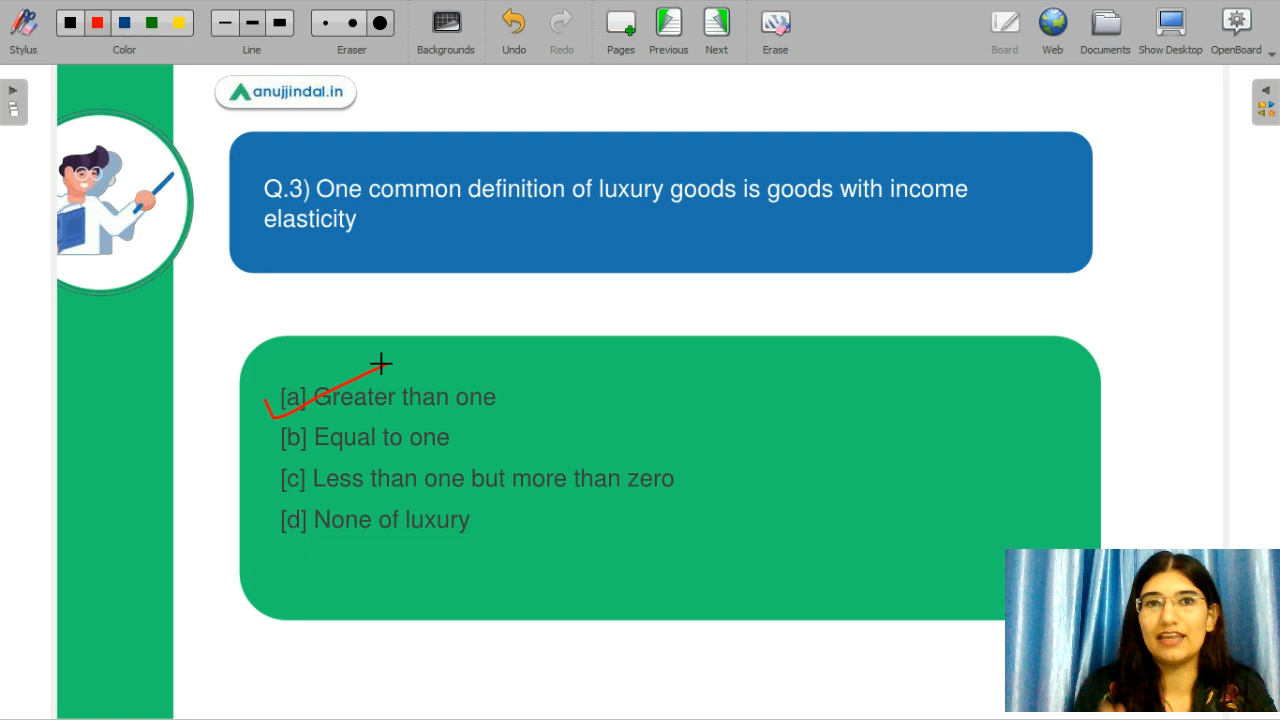 Stylus
Color
Line
Eraser
Backgrounds
Undo
Redo
Pages
Previous
Next
Erase
Board
Web
Documents
Show Desktop
OpenBoard
anujjindal.in
Q.3) One common definition of luxury goods is goods with income
elasticity
[a] Greater than one
[b] Equal to one
[c] Less than one but more than zero
[d] None of luxury